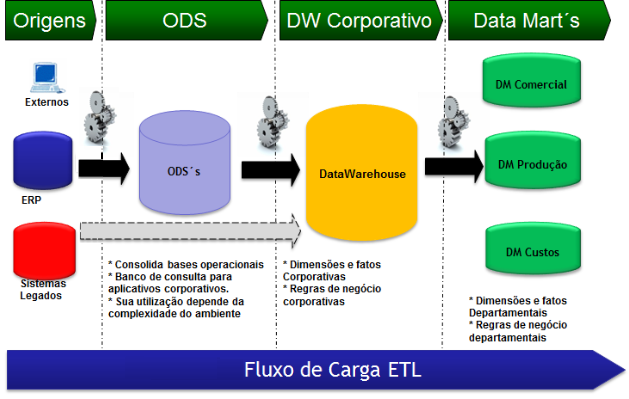 Origens
ODS
DW Corporativo
Data Mart´s
Externos
ERP
Sistemas
Legados
ODS´s
DataWarehouse
DM Comercial
DM Produção
DM Custos
* Consolida bases operacionais
* Banco de consulta para
aplicativos corporativos.
* Sua utilização depende da
complexidade do ambiente
* Dimensões e fatos
Corporativas
* Regras de negócio
corporativas
* Dimensões e fatos
Departamentais
* Regras de negócio
departamentais
Fluxo de Carga ETL